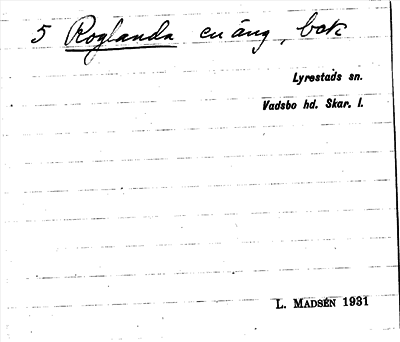 5 Roglanda en äng, bok
Lyrestads sn.
Vadsbo hd. Skar. l.
L. MADSÉN 1931